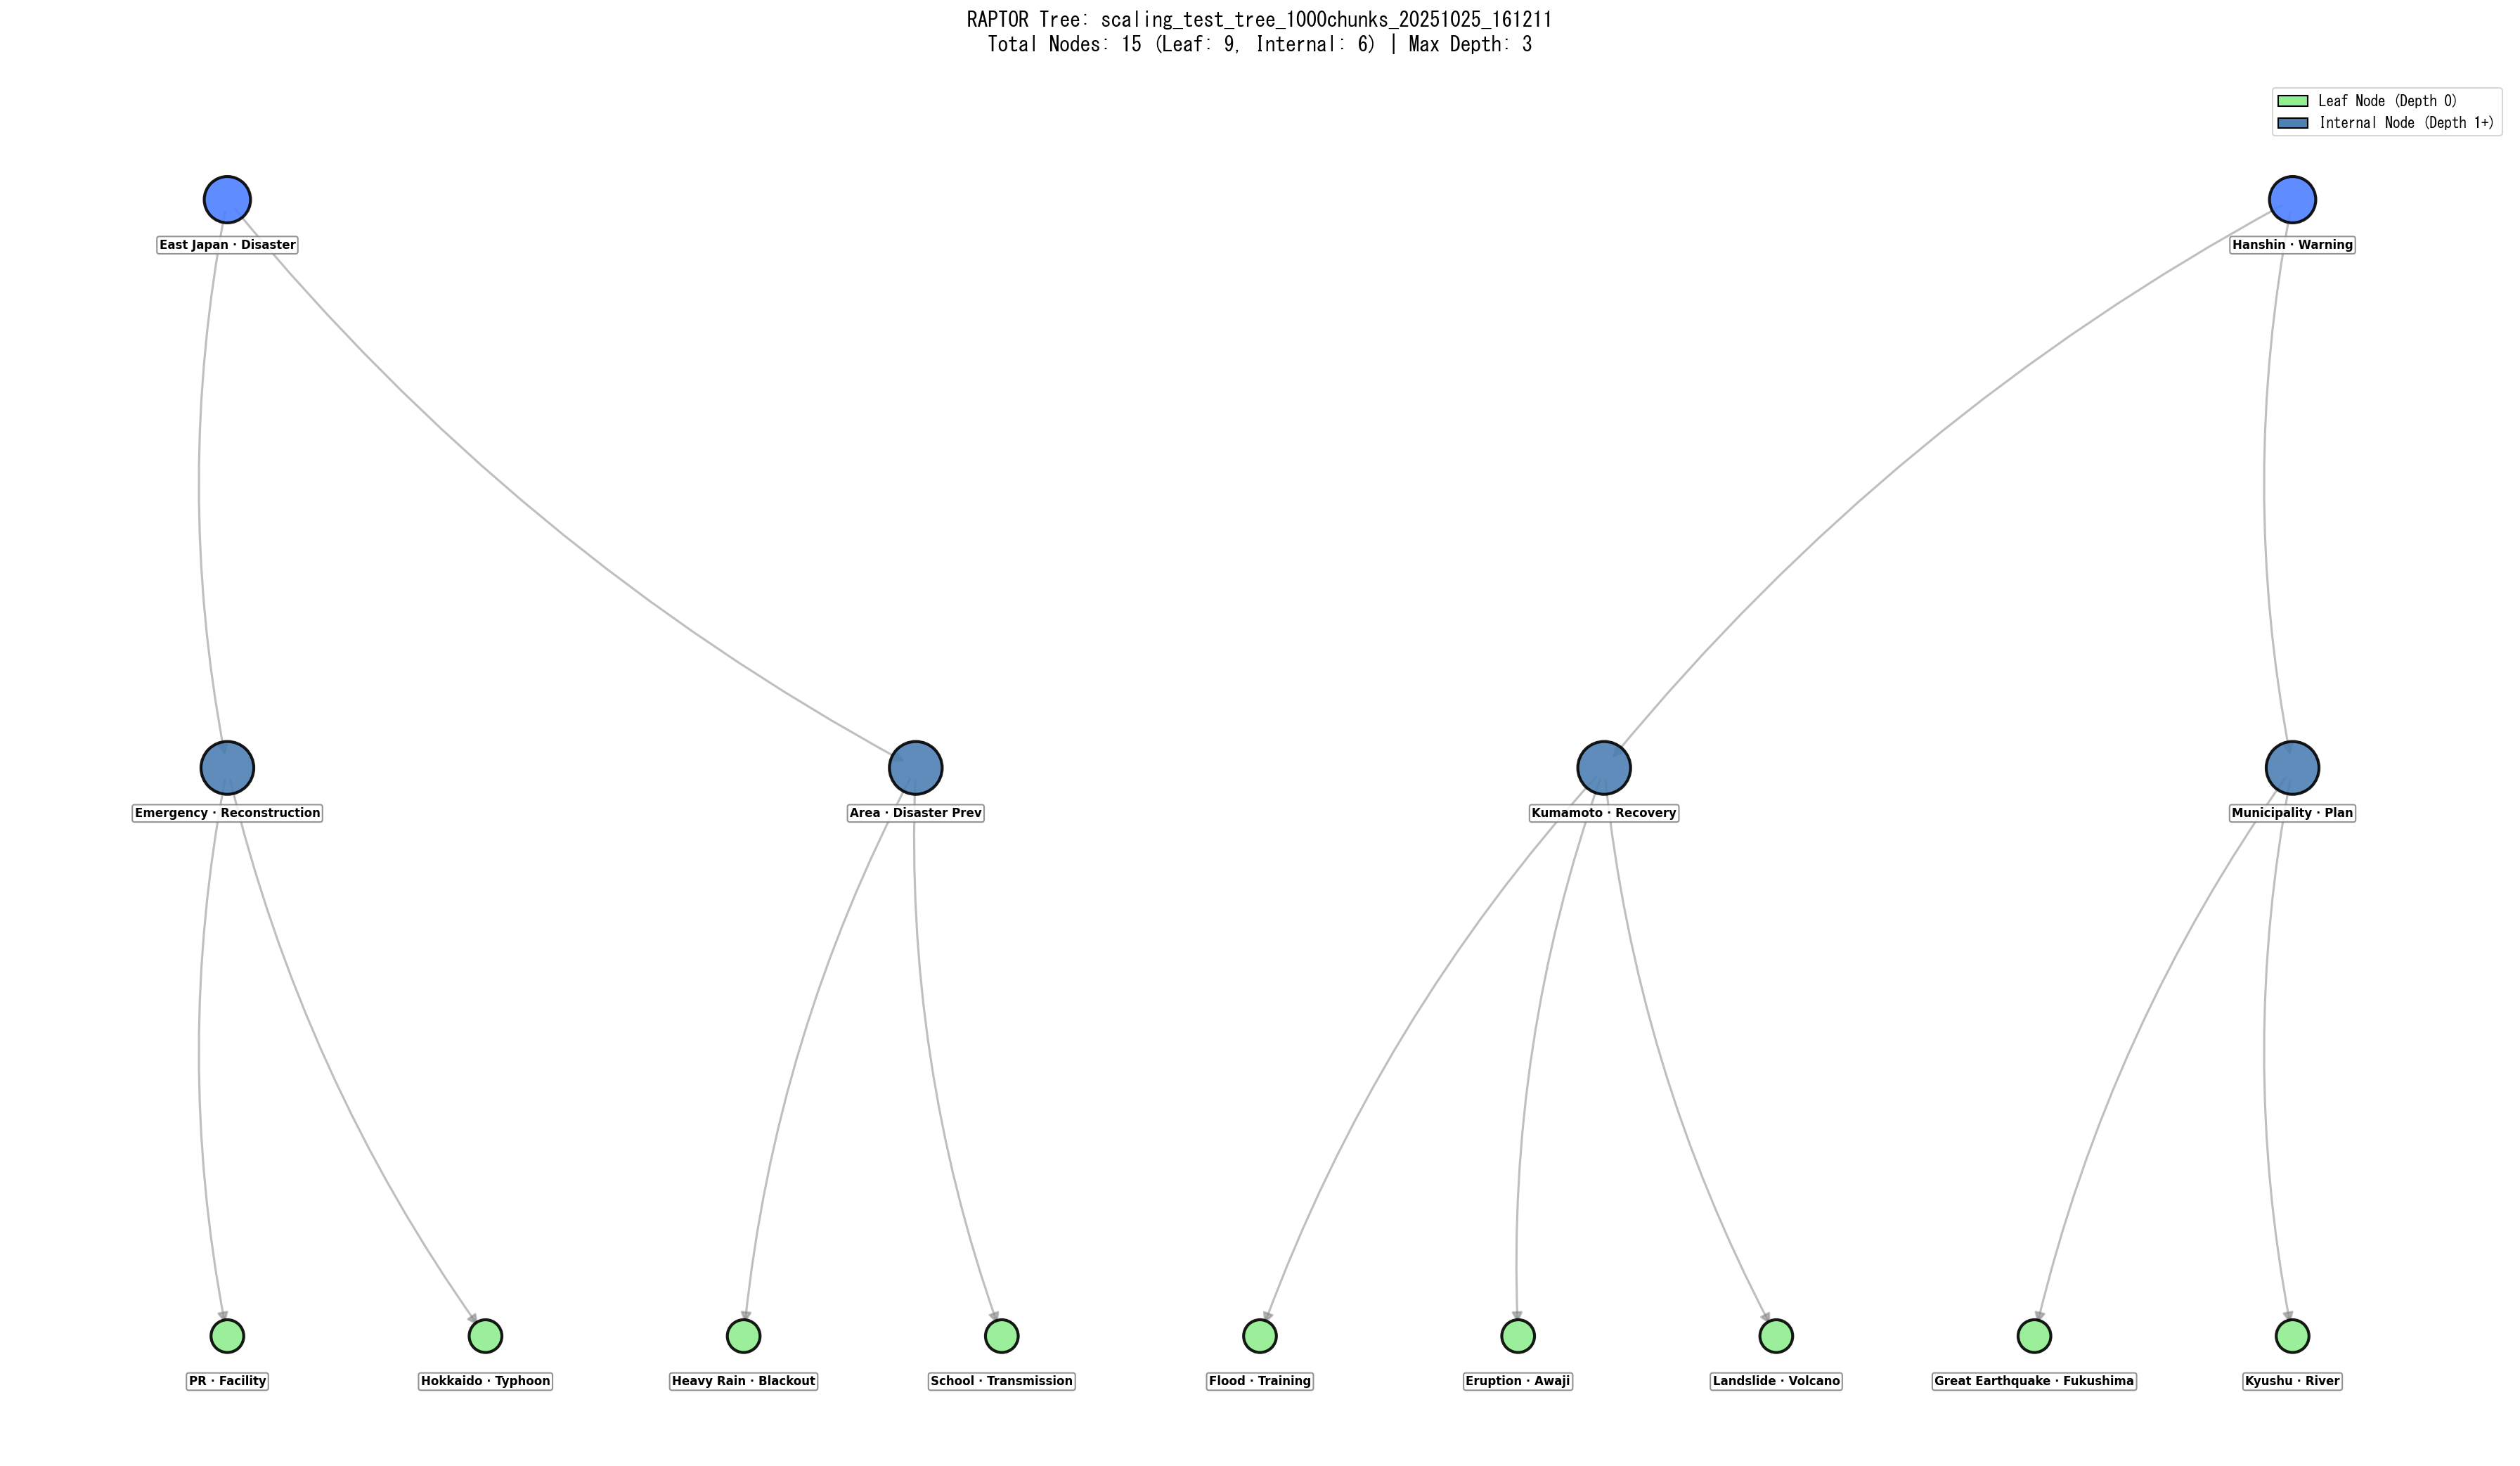 RAPTOR Tree: scaling_test_tree_1000chunks_20251025_161211
Total Nodes: 15 (Leaf: 9, Internal: 6) | Max Depth: 3
Leaf Node (Depth 0)
Internal Node (Depth 1+)
East Japan · Disaster
Hanshin · Warning
Emergency · Reconstruction
Area · Disaster Prev
Kumamoto · Recovery
Municipality · Plan
PR · Facility
Hokkaido · Typhoon
Heavy Rain · Blackout
School · Transmission
Flood · Training
Eruption · Awaji
Landslide · Volcano
Great Earthquake · Fukushima
Kyushu · River